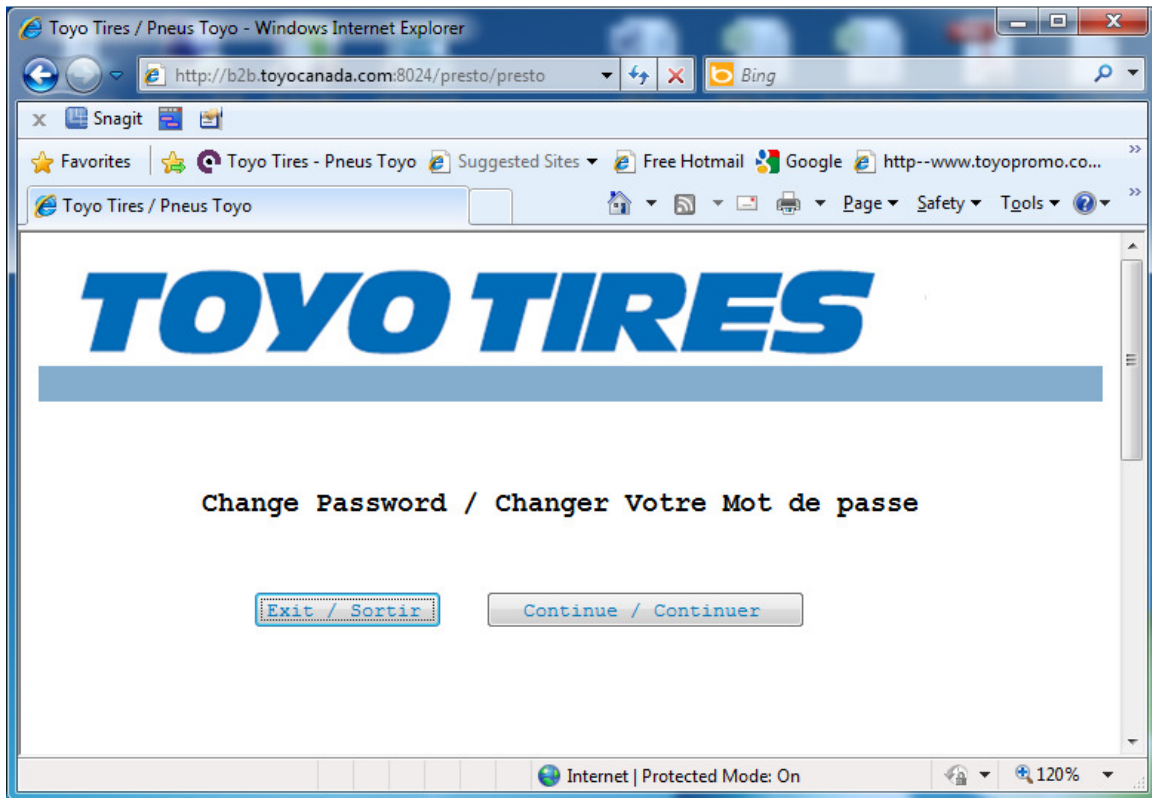 Toyo Tires / Pneus Toyo - Windows Internet Explorer
http://b2b.toyocanada.com:8024/presto/presto Bing
x Snagit
Favorites Toyo Tires - Pneus Toyo Suggested Sites Free Hotmail Google http--www.toyopromo.co... »
Toyo Tires / Pneus Toyo Page Safety Tools »
TOYO TIRES
Change Password / Changer Votre Mot de passe
Exit / Sortir Continue / Continuer
Internet | Protected Mode: On 120%